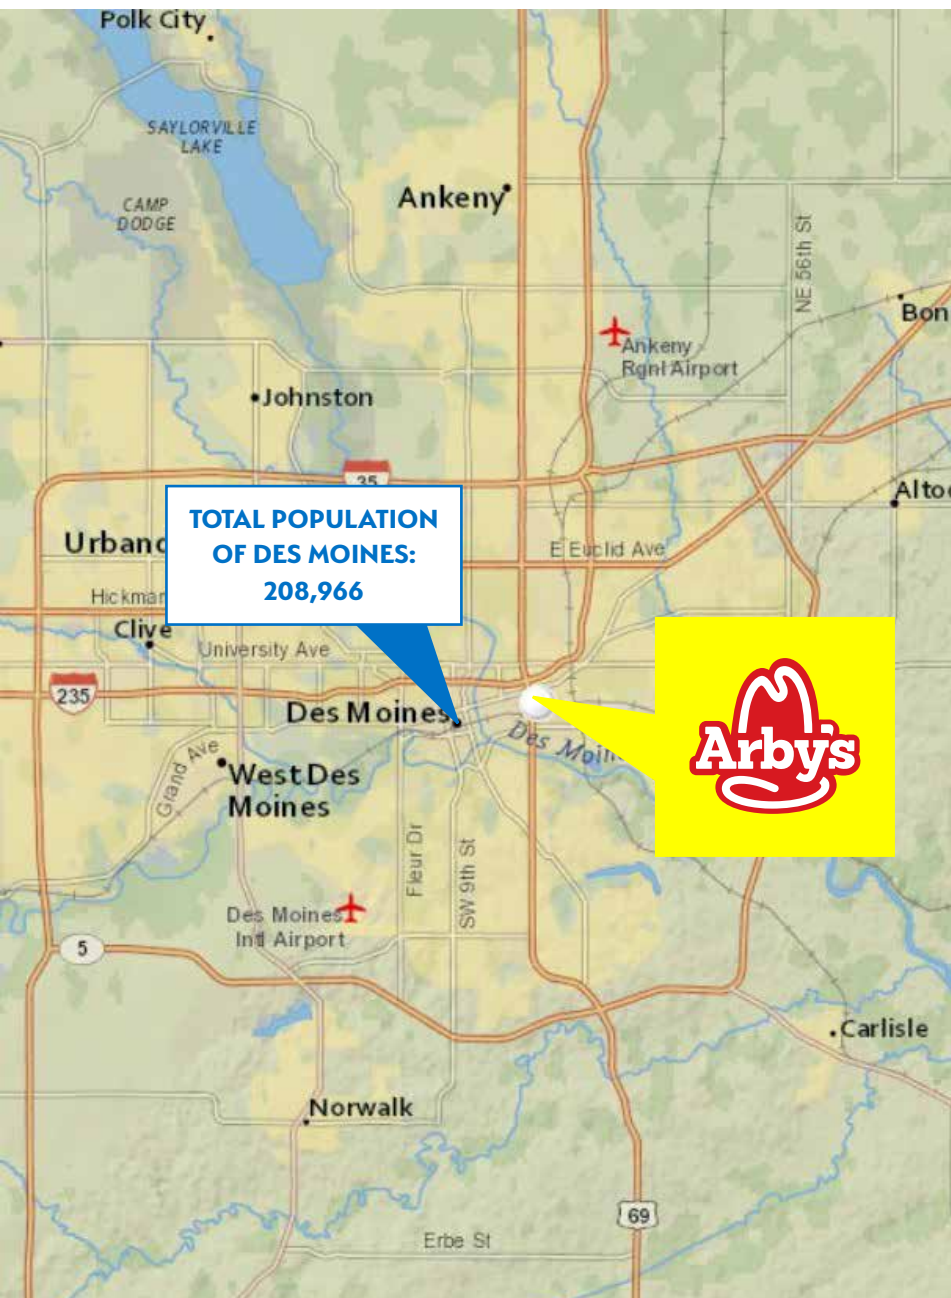 Polk City
SAYLORVILLE
LAKE
Ankeny
CAMP
DODGE
NE 56th St
Bon
Ankeny
Rgnl Airport
Johnston
35
Alto
TOTAL POPULATION
OF DES MOINES:
208,966
Urband
E Euclid Ave
Hickman
Clive
University Ave
235
Des Moines
Des Moine
Arby's
Grand Ave
West Des
Moines
Fleur Dr
SW 9th St
Des Moines
Intl Airport
5
Carlisle
Norwalk
69
Erbe St